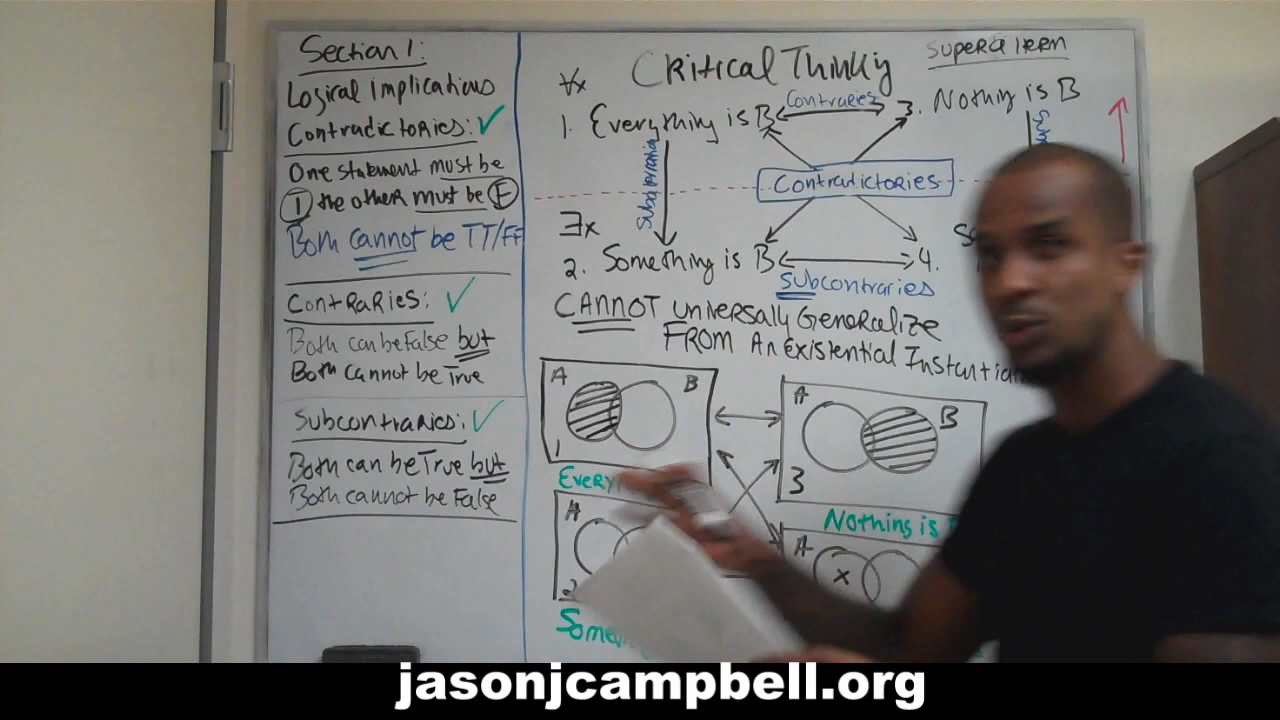 Section 1:
Logical Implications
Contradictories: ✓
One statement must be
T the other must be F
Both cannot be TT/FF
Contraries: ✓
Both can be False but
Both cannot be True
Subcontraries: ✓
Both can be True but
Both cannot be False
Critical Thinking
SUPERALTERN
∀x
1. Everything is B
Contraries
3. Nothing is B
Subalternation
Contradictories
∃x
2. Something is B
4.
Subcontraries
CANNOT Universally Generalize
From An Existential Instantia
A
B
1
Every
A
B
3
Nothing is
A
2
Some
A
X
jasonjcampbell.org